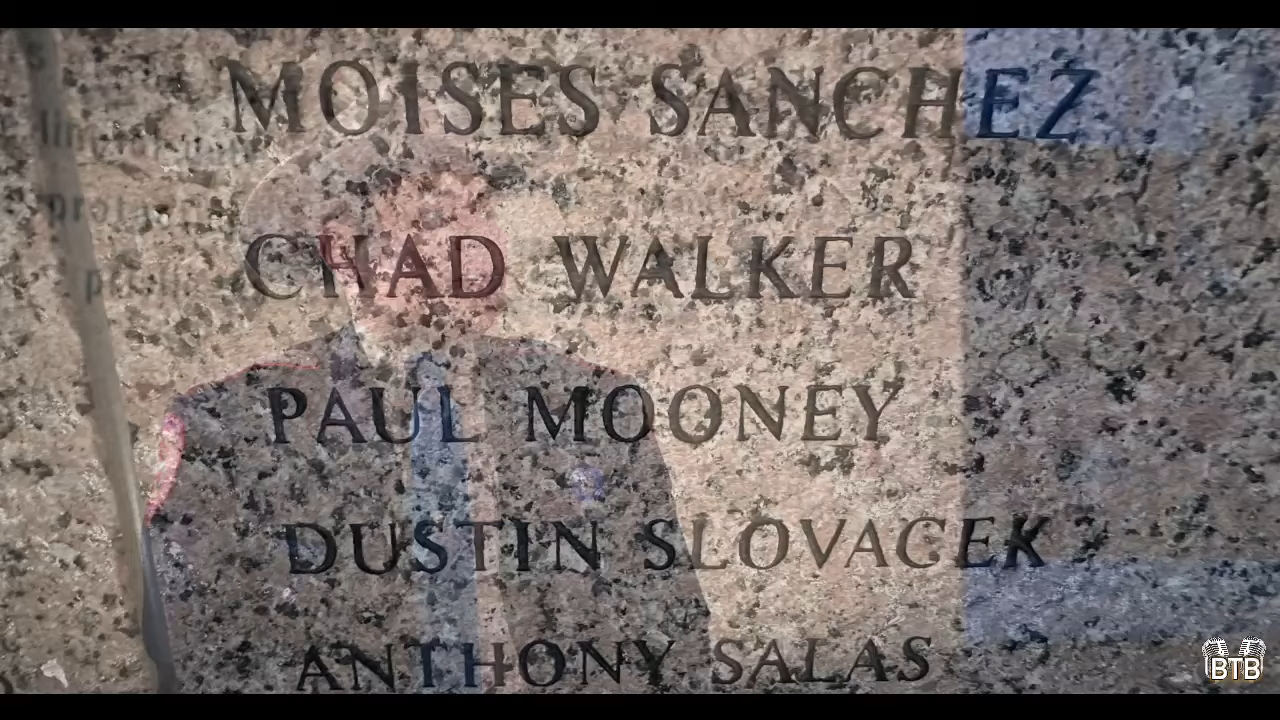 MOISES SANCHEZ
CHAD WALKER
PAUL MOONEY
DUSTIN SLOVACEK
ANTHONY SALAS
BTB